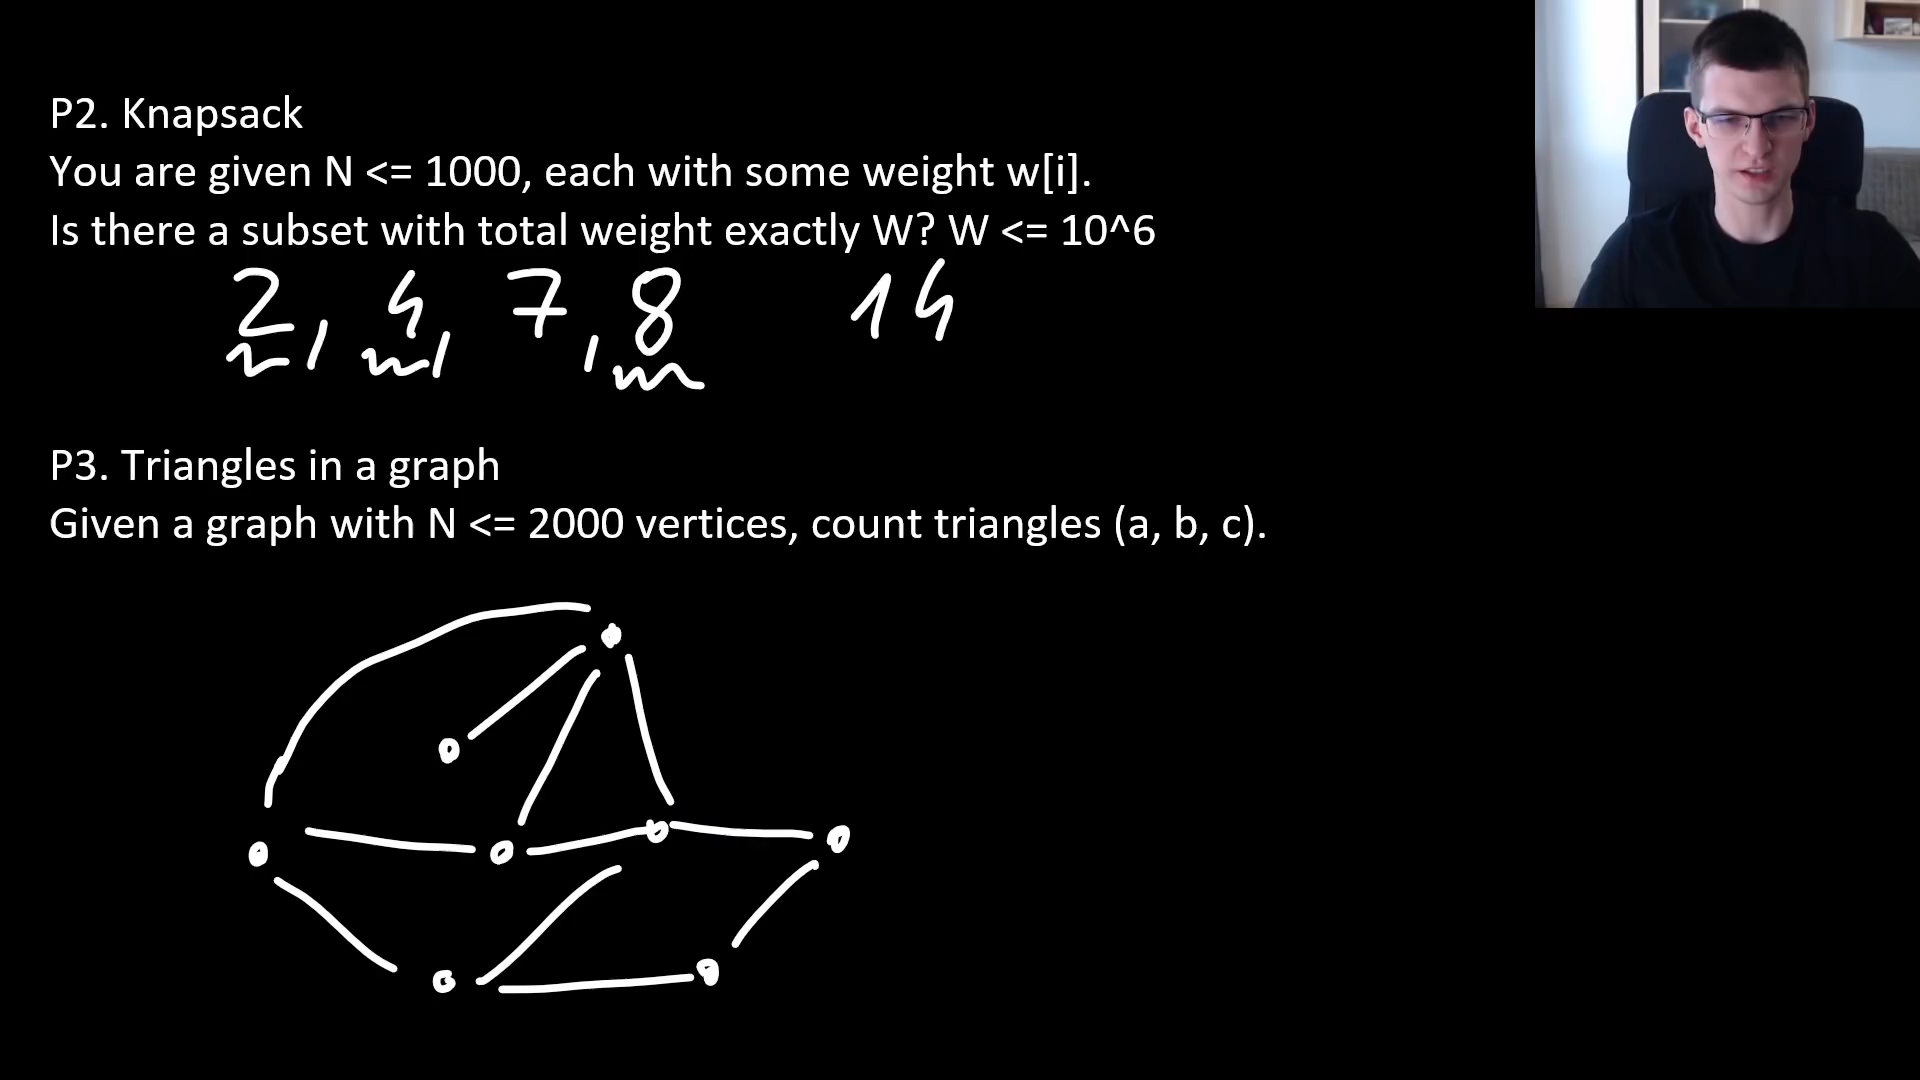 P2. Knapsack
You are given N <= 1000, each with some weight w[i].
Is there a subset with total weight exactly W? W <= 10^6
2, 4, 7, 8 14
P3. Triangles in a graph
Given a graph with N <= 2000 vertices, count triangles (a, b, c).